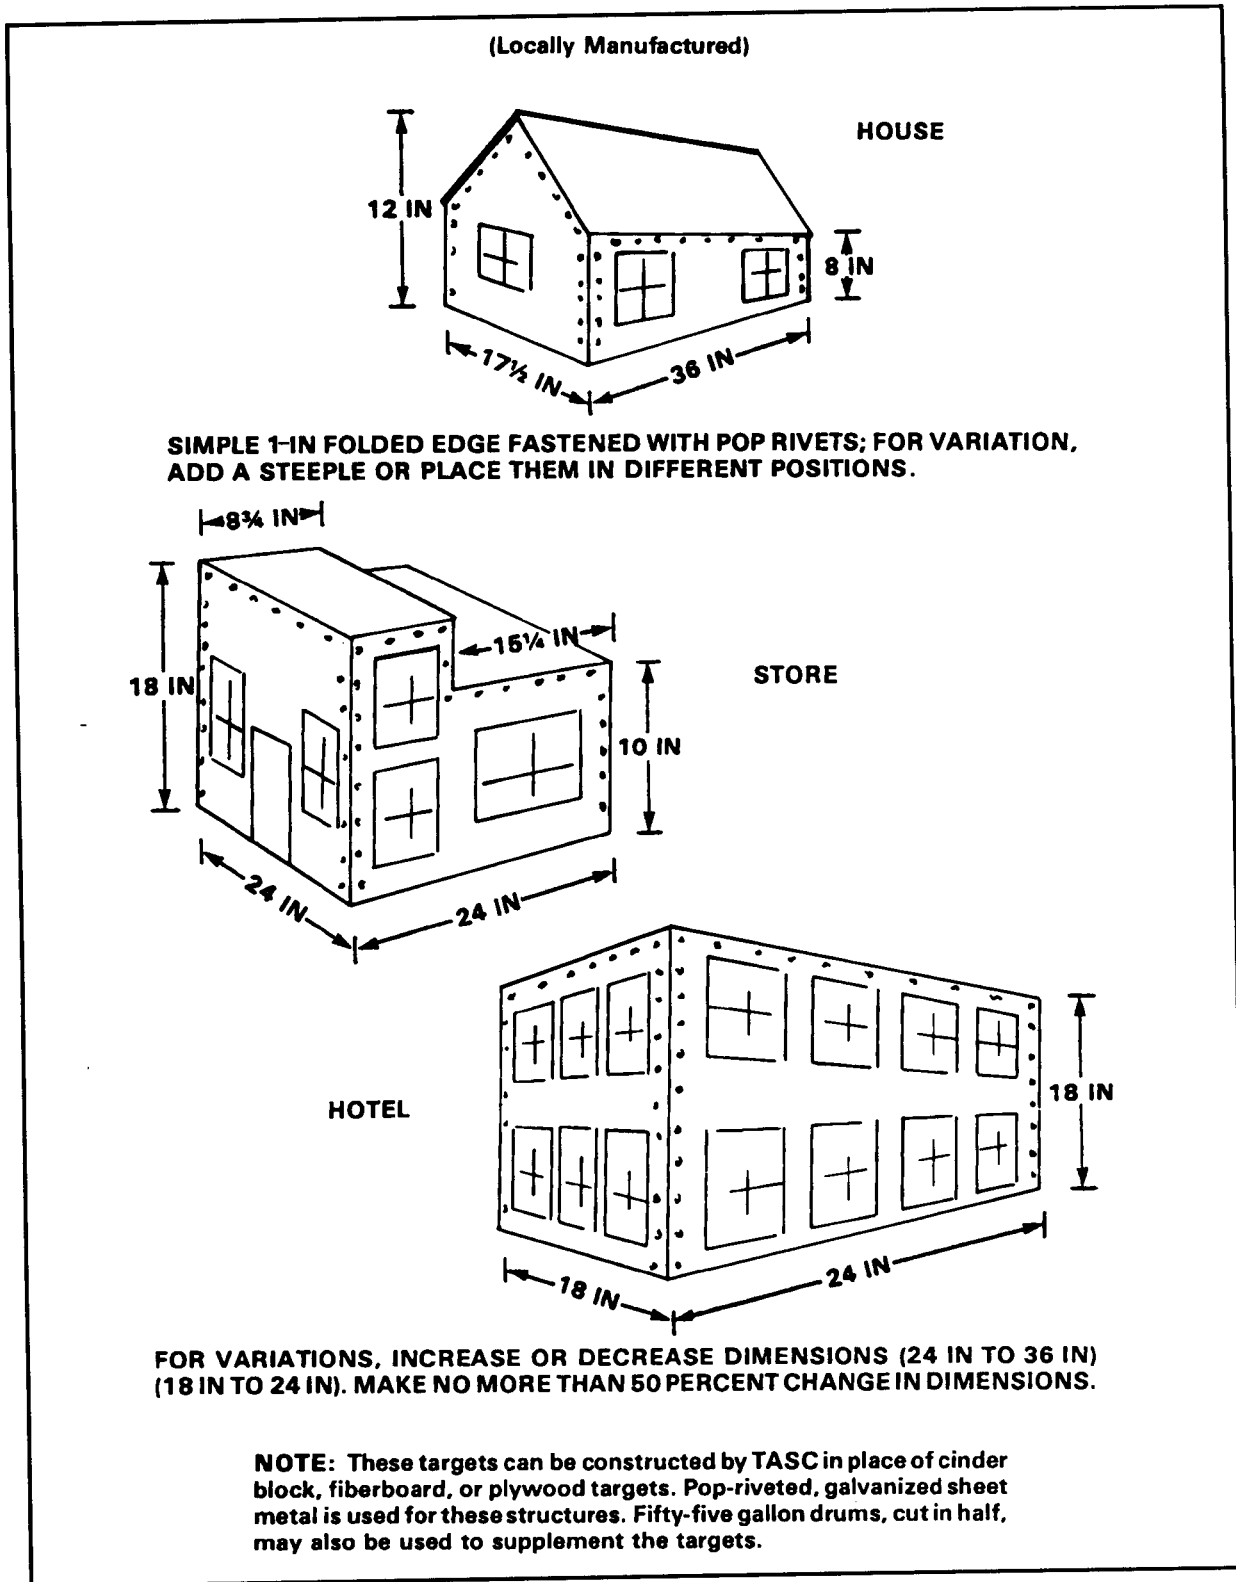 (Locally Manufactured)
HOUSE
12 IN
8 IN
17½ IN
36 IN
SIMPLE 1-IN FOLDED EDGE FASTENED WITH POP RIVETS; FOR VARIATION,
ADD A STEEPLE OR PLACE THEM IN DIFFERENT POSITIONS.
8¾ IN
15¼ IN
STORE
18 IN
10 IN
24 IN
24 IN
18 IN
HOTEL
18 IN
24 IN
FOR VARIATIONS, INCREASE OR DECREASE DIMENSIONS (24 IN TO 36 IN)
(18 IN TO 24 IN). MAKE NO MORE THAN 50 PERCENT CHANGE IN DIMENSIONS.
NOTE: These targets can be constructed by TASC in place of cinder
block, fiberboard, or plywood targets. Pop-riveted, galvanized sheet
metal is used for these structures. Fifty-five gallon drums, cut in half,
may also be used to supplement the targets.